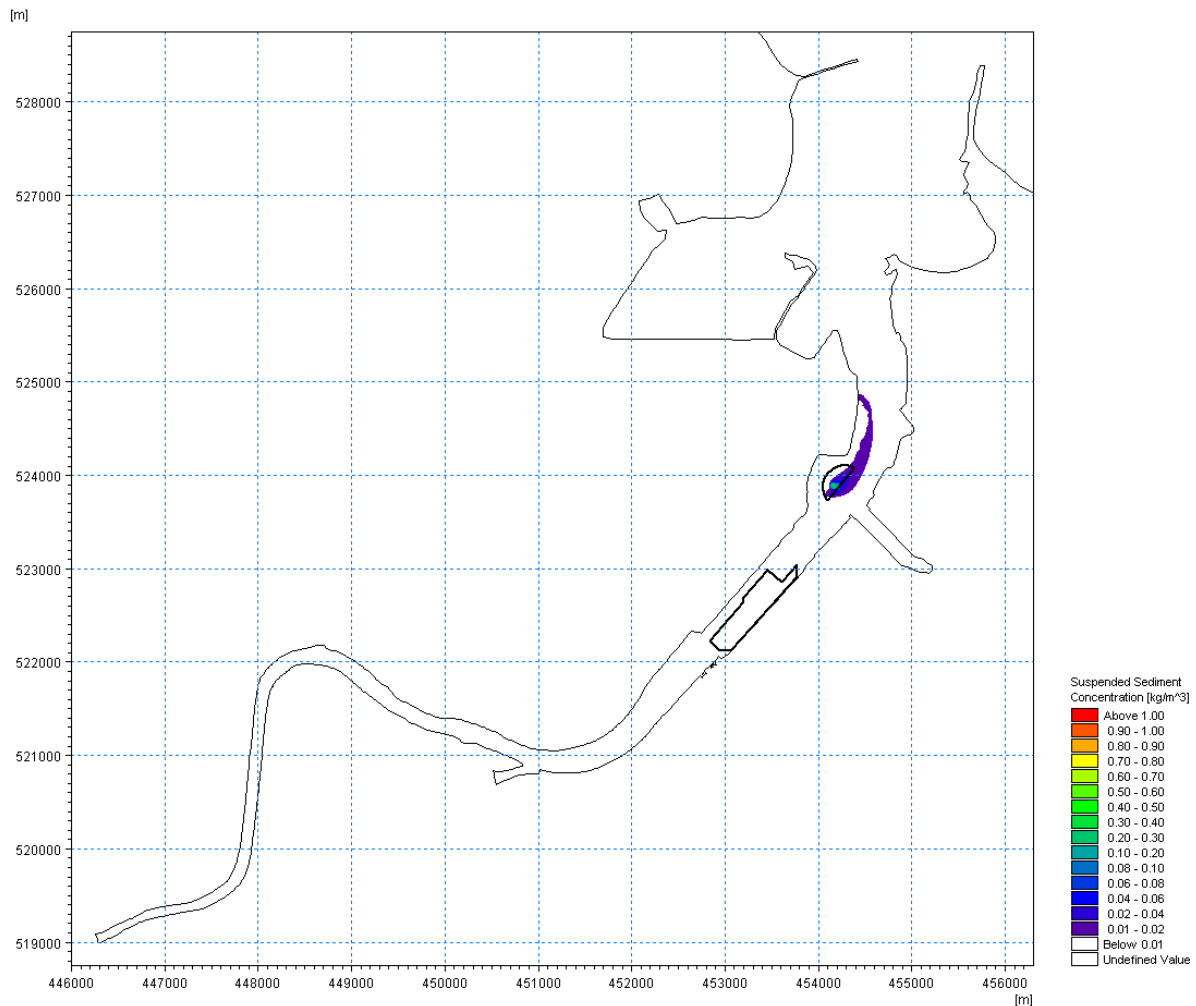 [m]
528000
527000
526000
525000
524000
523000
522000
521000
520000
519000
446000 447000 448000 449000 450000 451000 452000 453000 454000 455000 456000
[m]
Suspended Sediment
Concentration [kg/m^3]
Above 1.00
0.90 - 1.00
0.80 - 0.90
0.70 - 0.80
0.60 - 0.70
0.50 - 0.60
0.40 - 0.50
0.30 - 0.40
0.20 - 0.30
0.10 - 0.20
0.08 - 0.10
0.06 - 0.08
0.04 - 0.06
0.02 - 0.04
0.01 - 0.02
Below 0.01
Undefined Value